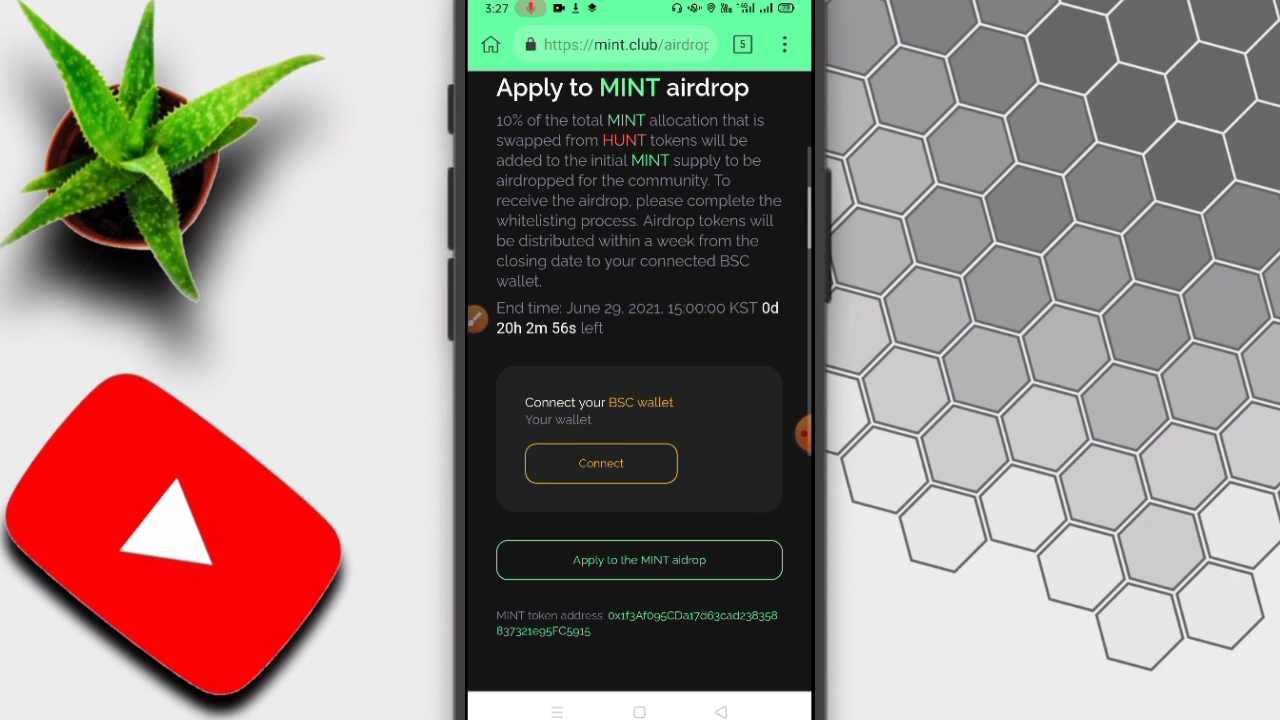 3:27
5
https://mint.club/airdrop
Apply to MINT airdrop
10% of the total MINT allocation that is
swapped from HUNT tokens will be
added to the initial MINT supply to be
airdropped for the community. To
receive the airdrop, please complete the
whitelisting process. Airdrop tokens will
be distributed within a week from the
closing date to your connected BSC
wallet.
End time: June 29, 2021, 15:00:00 KST 0d
20h 2m 56s left
Connect your BSC wallet
Your wallet
Connect
Apply to the MINT aidrop
MINT token address: 0x1f3Af095CDa17d63cad238358
837321e95FC5915